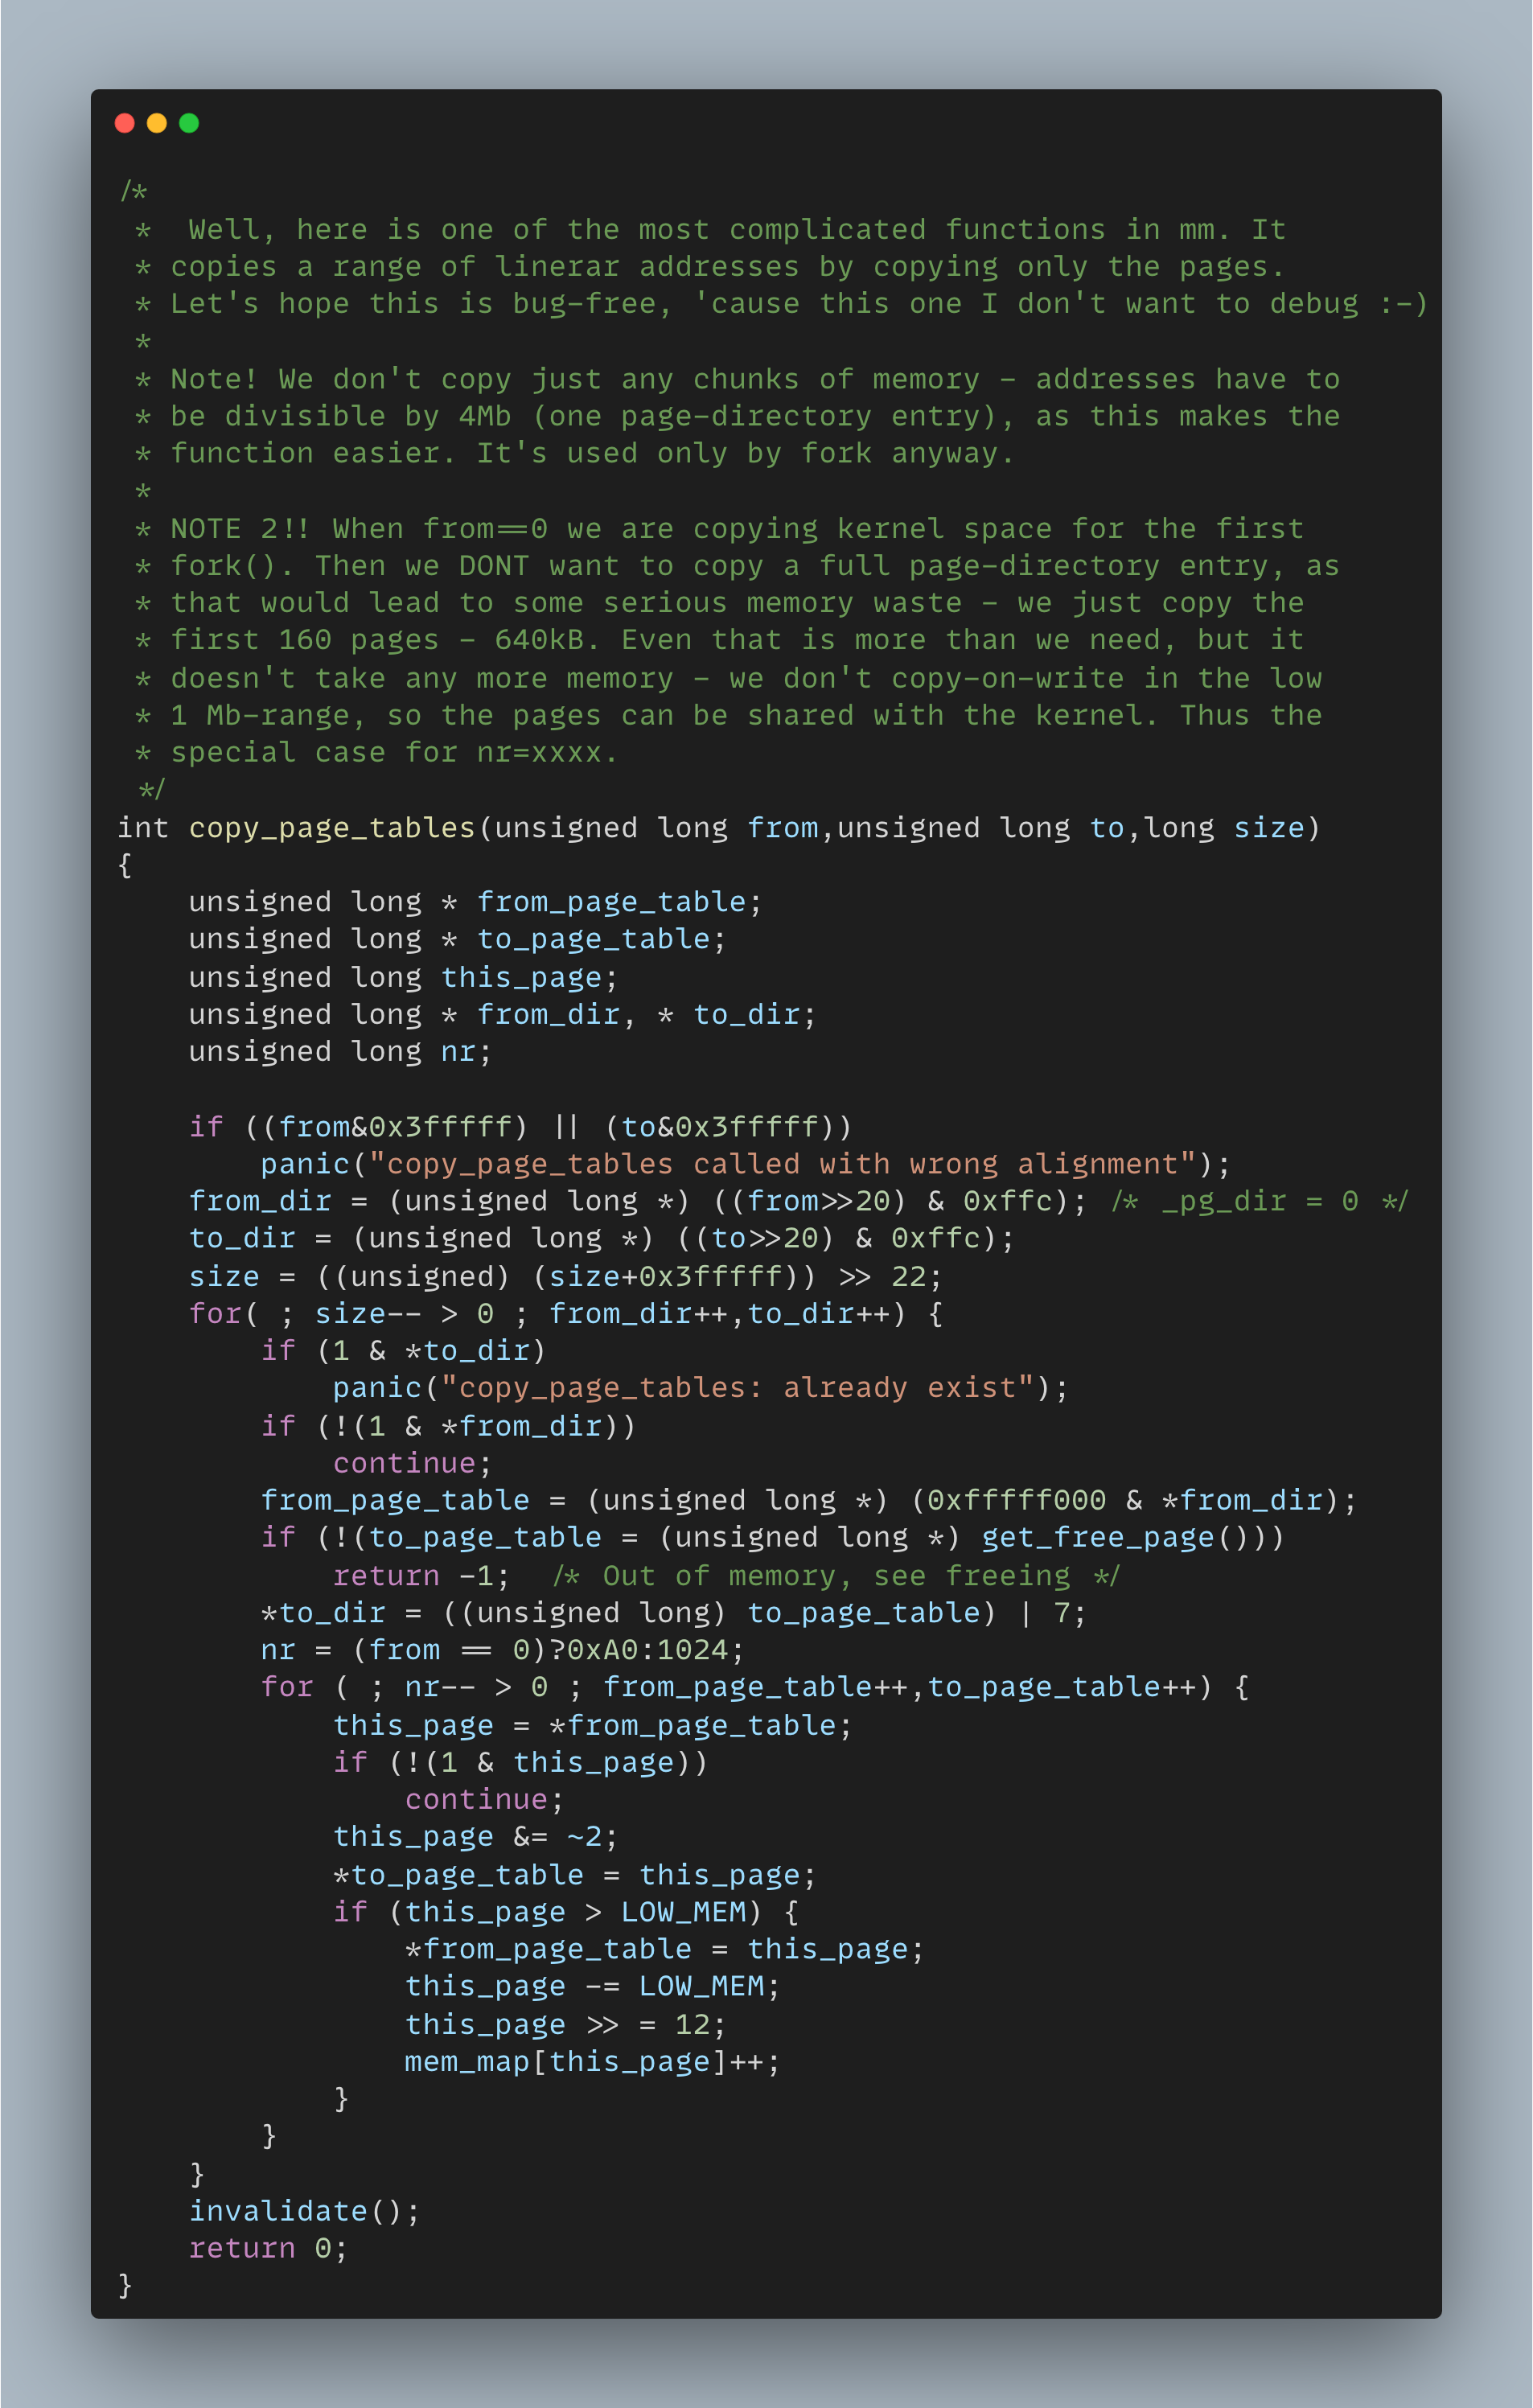 /*
 *  Well, here is one of the most complicated functions in mm. It
 * copies a range of linerar addresses by copying only the pages.
 * Let's hope this is bug-free, 'cause this one I don't want to debug :-)
 *
 * Note! We don't copy just any chunks of memory - addresses have to
 * be divisible by 4Mb (one page-directory entry), as this makes the
 * function easier. It's used only by fork anyway.
 *
 * NOTE 2!! When from==0 we are copying kernel space for the first
 * fork(). Then we DONT want to copy a full page-directory entry, as
 * that would lead to some serious memory waste - we just copy the
 * first 160 pages - 640kB. Even that is more than we need, but it
 * doesn't take any more memory - we don't copy-on-write in the low
 * 1 Mb-range, so the pages can be shared with the kernel. Thus the
 * special case for nr=xxxx.
 */
int copy_page_tables(unsigned long from,unsigned long to,long size)
{
    unsigned long * from_page_table;
    unsigned long * to_page_table;
    unsigned long this_page;
    unsigned long * from_dir, * to_dir;
    unsigned long nr;

    if ((from&0x3fffff) || (to&0x3fffff))
        panic("copy_page_tables called with wrong alignment");
    from_dir = (unsigned long *) ((from>>20) & 0xffc); /* _pg_dir = 0 */
    to_dir = (unsigned long *) ((to>>20) & 0xffc);
    size = ((unsigned) (size+0x3fffff)) >> 22;
    for( ; size-- > 0 ; from_dir++,to_dir++) {
        if (1 & *to_dir)
            panic("copy_page_tables: already exist");
        if (!(1 & *from_dir))
            continue;
        from_page_table = (unsigned long *) (0xfffff000 & *from_dir);
        if (!(to_page_table = (unsigned long *) get_free_page()))
            return -1;  /* Out of memory, see freeing */
        *to_dir = ((unsigned long) to_page_table) | 7;
        nr = (from == 0)?0xA0:1024;
        for ( ; nr-- > 0 ; from_page_table++,to_page_table++) {
            this_page = *from_page_table;
            if (!(1 & this_page))
                continue;
            this_page &= ~2;
            *to_page_table = this_page;
            if (this_page > LOW_MEM) {
                *from_page_table = this_page;
                this_page -= LOW_MEM;
                this_page >> = 12;
                mem_map[this_page]++;
            }
        }
    }
    invalidate();
    return 0;
}